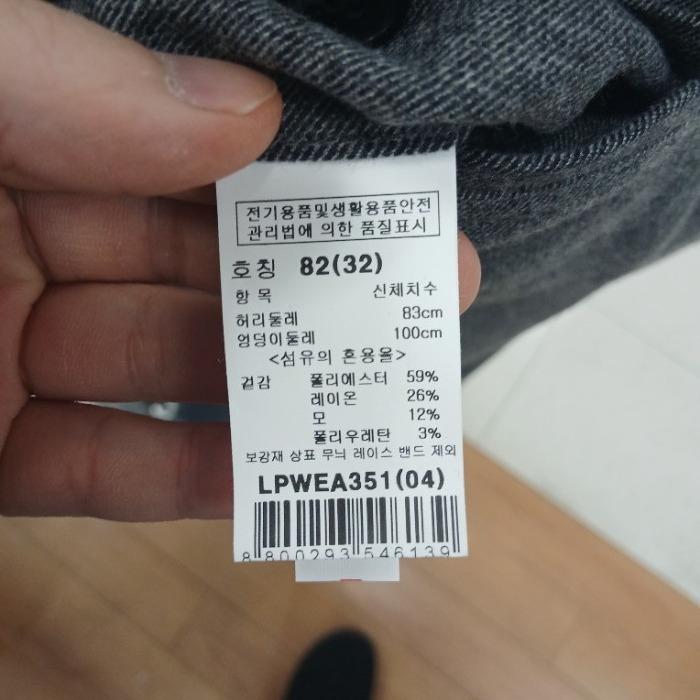 전기용품및생활용품안전
관리법에 의한 품질표시
호칭 82(32)
항 목 신체치수
허리둘레 83cm
엉덩이둘레 100cm
<섬유의 혼용율>
겉감 폴리에스터 59%
레이온 26%
모 12%
폴리우레탄 3%
보강재 상표 무늬 레이스 밴드 제외
LPWEA351(04)
8 800293 546139